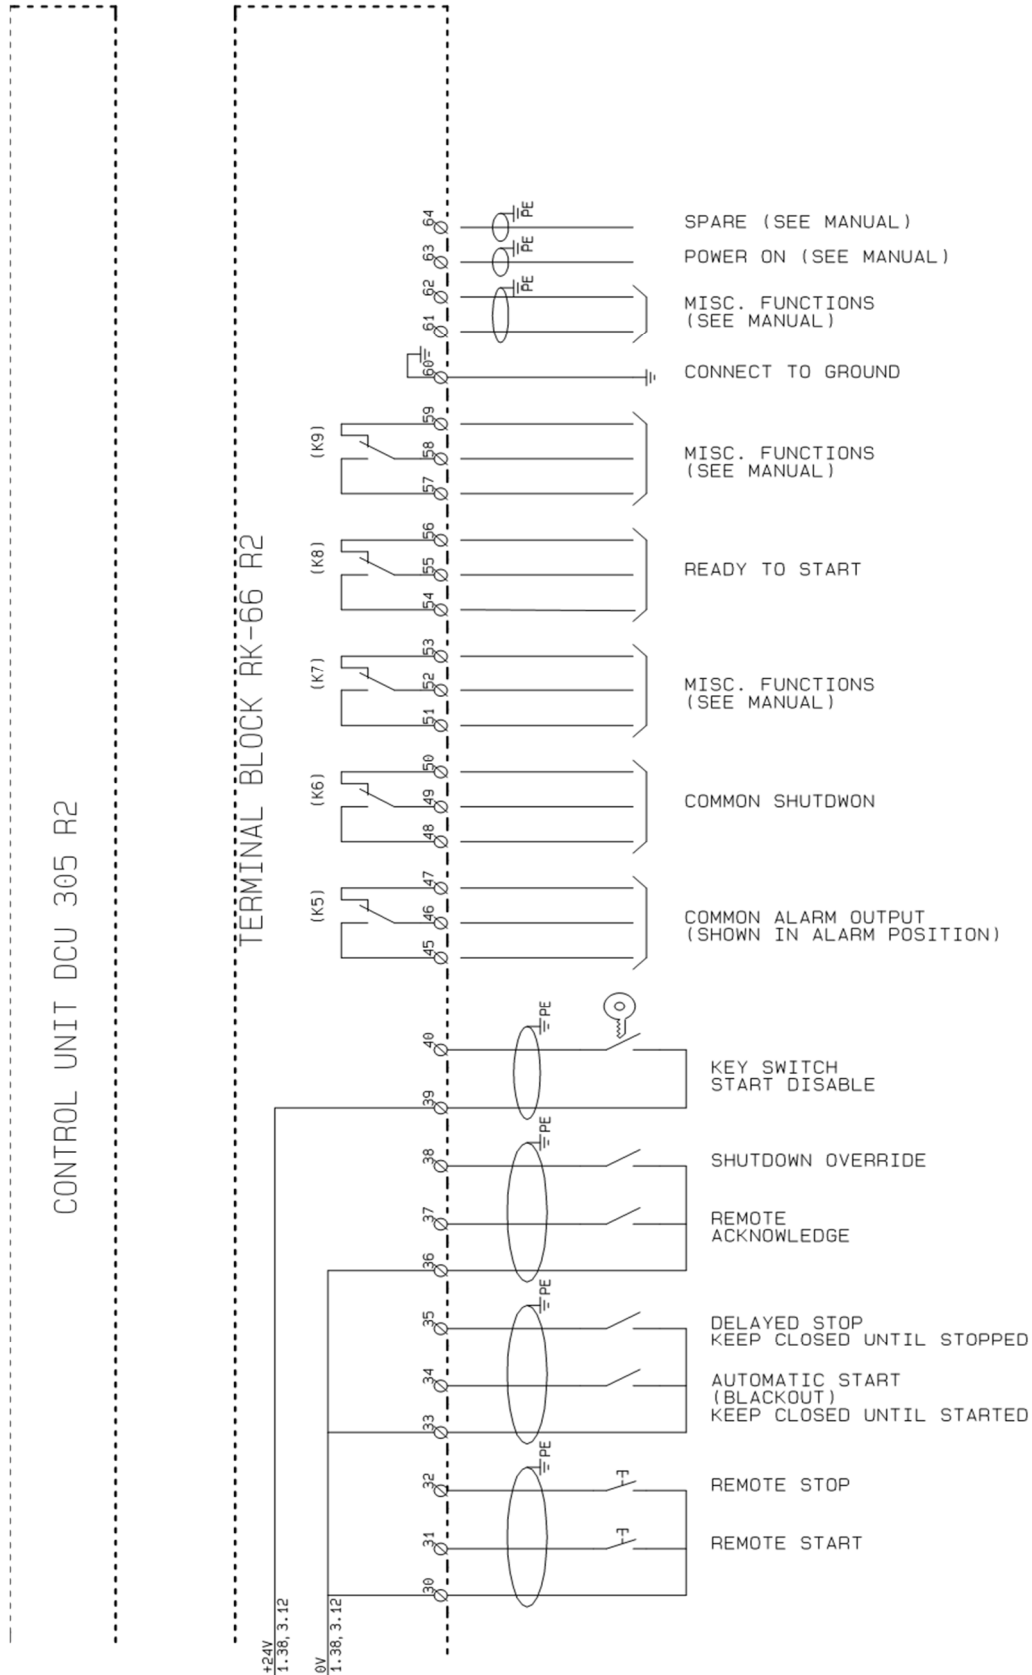 64
PE
SPARE (SEE MANUAL)
63
PE
POWER ON (SEE MANUAL)
62
PE
MISC. FUNCTIONS
(SEE MANUAL)
61
60
CONNECT TO GROUND
59
(K9)
58
MISC. FUNCTIONS
(SEE MANUAL)
57
56
(K8)
55
READY TO START
54
53
(K7)
52
MISC. FUNCTIONS
(SEE MANUAL)
51
50
(K6)
49
COMMON SHUTDWON
48
47
(K5)
46
COMMON ALARM OUTPUT
(SHOWN IN ALARM POSITION)
45
TERMINAL BLOCK RK-66 R2
CONTROL UNIT DCU 305 R2
PE
40
KEY SWITCH
START DISABLE
39
PE
38
SHUTDOWN OVERRIDE
37
REMOTE
ACKNOWLEDGE
36
PE
35
DELAYED STOP
KEEP CLOSED UNTIL STOPPED
34
AUTOMATIC START
(BLACKOUT)
KEEP CLOSED UNTIL STARTED
33
PE
32
REMOTE STOP
31
REMOTE START
30
+24V
1.38, 3.12
0V
1.38, 3.12